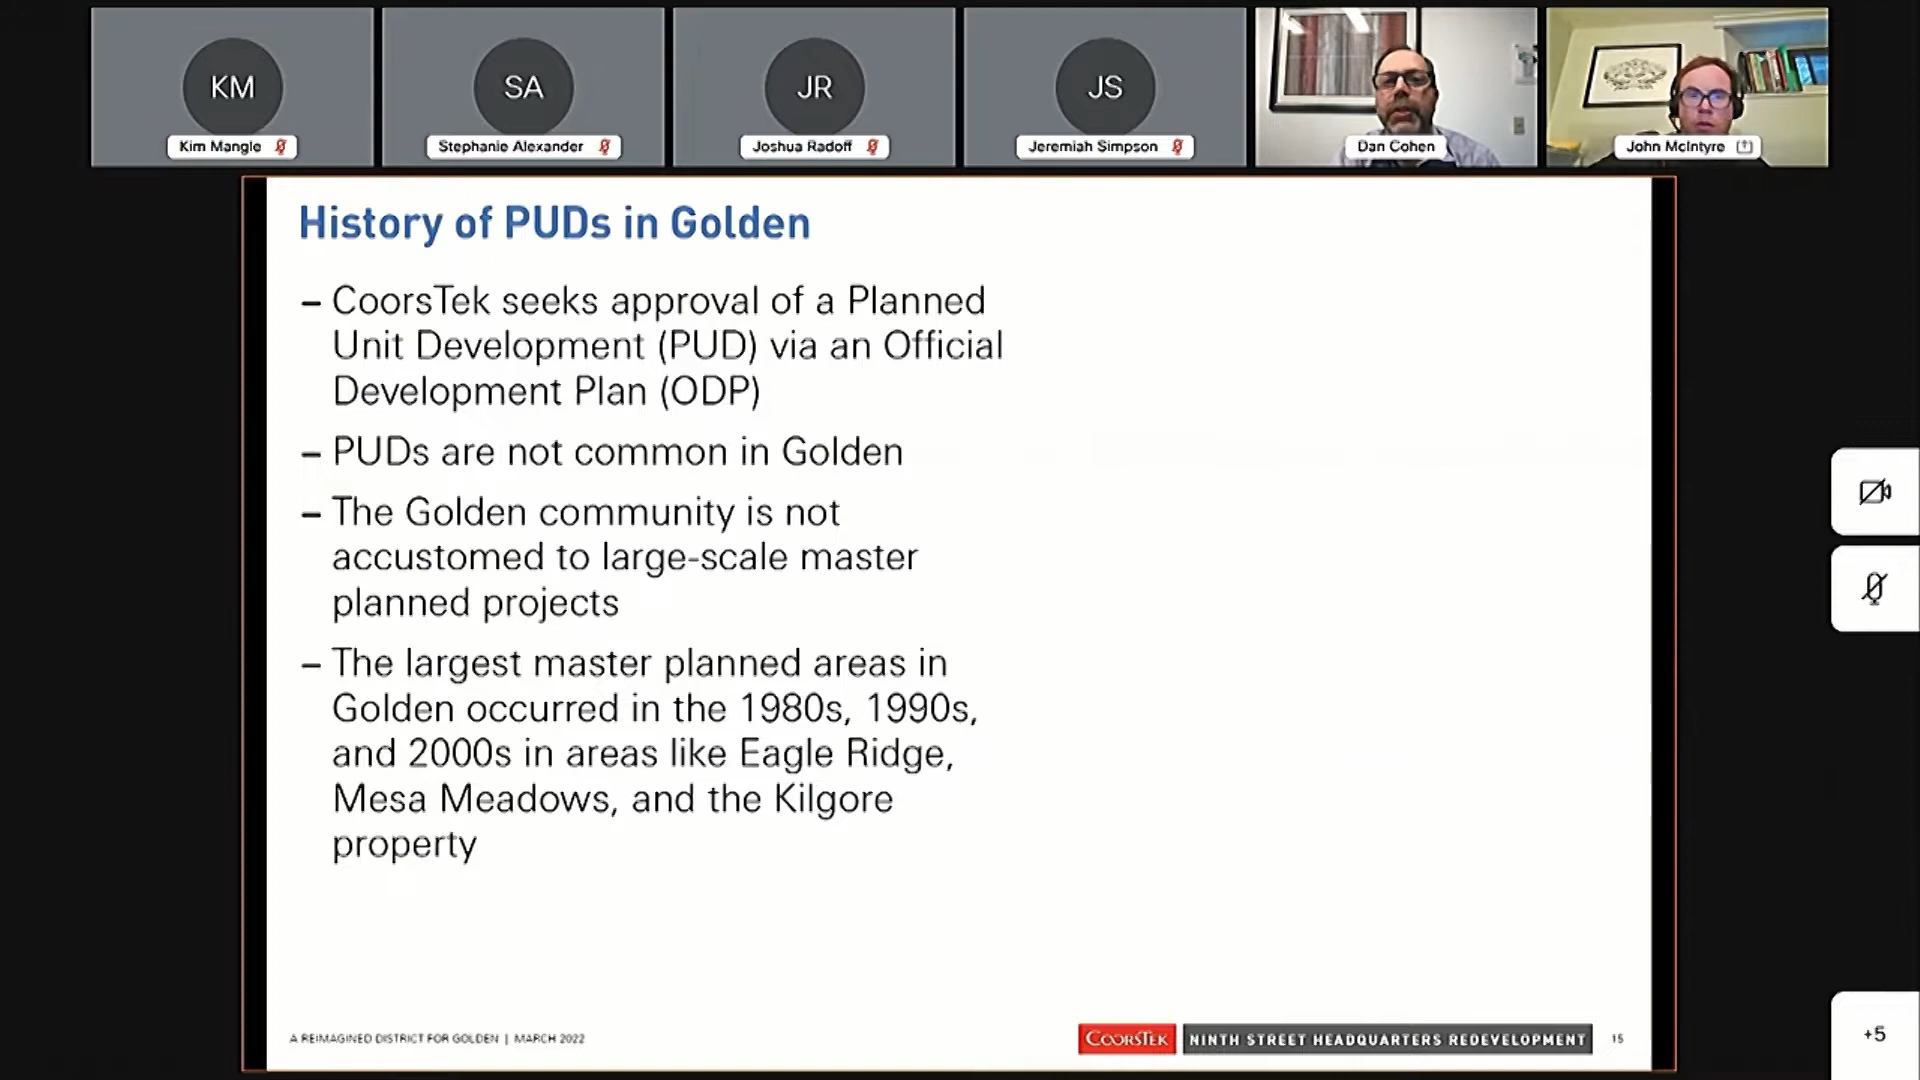 KM
SA
JR
JS
Kim Mangle
Stephanie Alexander
Joshua Radoff
Jeremiah Simpson
Dan Cohen
John McIntyre
History of PUDs in Golden
– CoorsTek seeks approval of a Planned
Unit Development (PUD) via an Official
Development Plan (ODP)
– PUDs are not common in Golden
– The Golden community is not
accustomed to large-scale master
planned projects
– The largest master planned areas in
Golden occurred in the 1980s, 1990s,
and 2000s in areas like Eagle Ridge,
Mesa Meadows, and the Kilgore
property
A REIMAGINED DISTRICT FOR GOLDEN | MARCH 2022
COORSTEK NINTH STREET HEADQUARTERS REDEVELOPMENT 15
+5